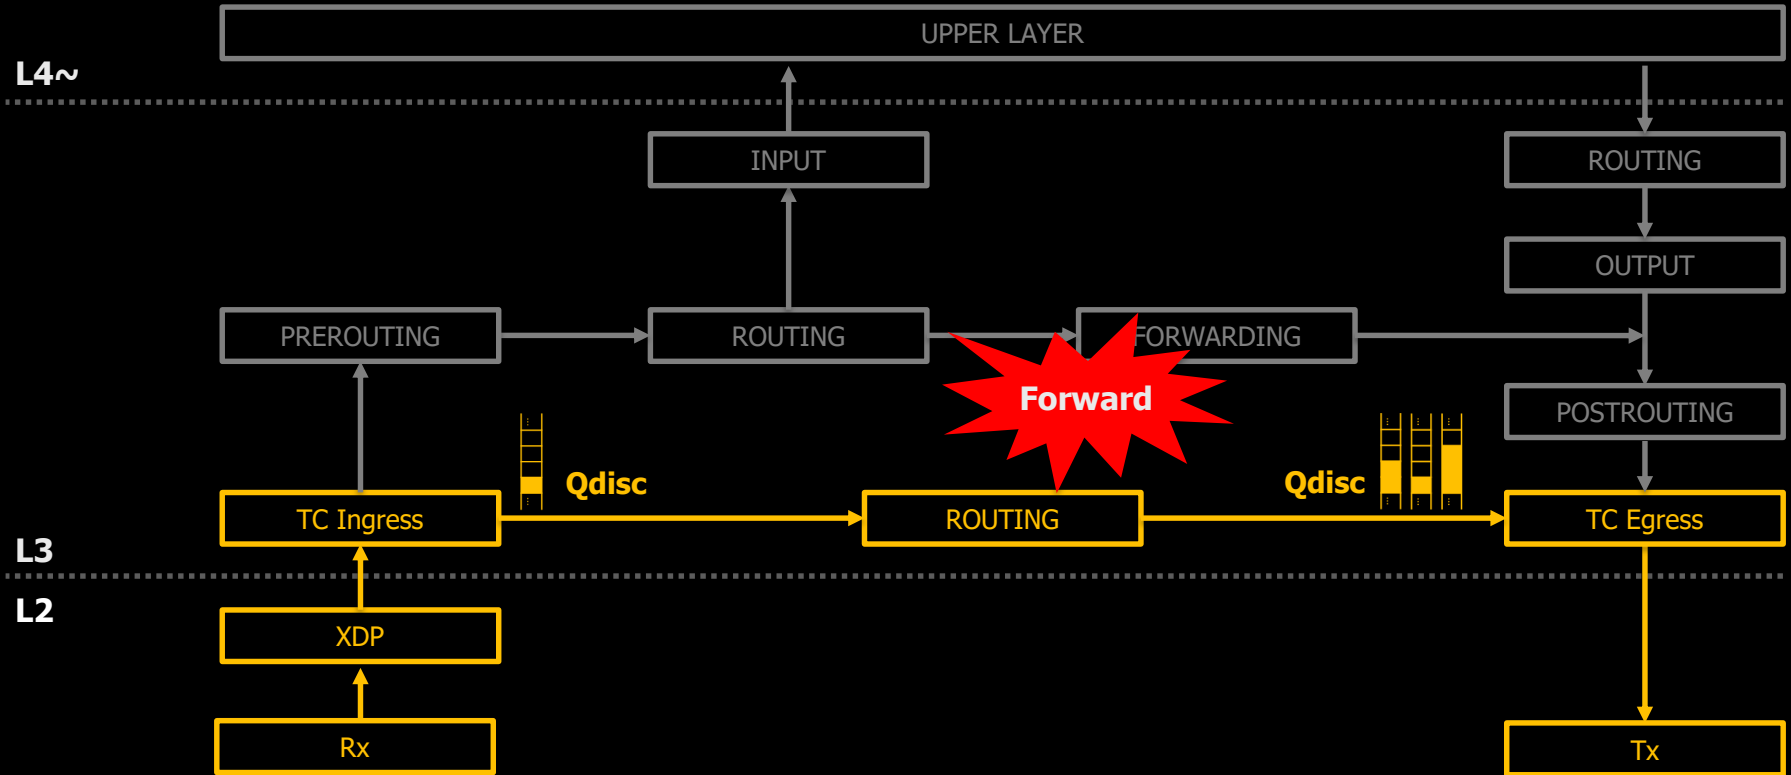 UPPER LAYER
L4~
INPUT
ROUTING
OUTPUT
PREROUTING
ROUTING
FORWARDING
Forward
POSTROUTING
Qdisc
Qdisc
TC Ingress
ROUTING
TC Egress
L3
L2
XDP
Rx
Tx